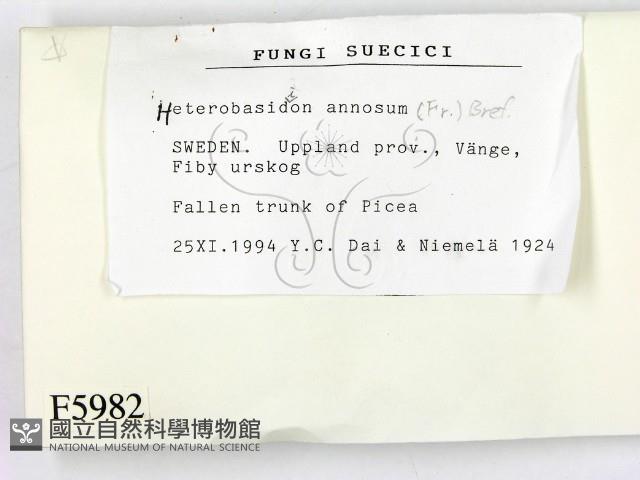 FUNGI SUECICI
Heterobasidion annosum (Fr.) Bref.
SWEDEN. Uppland prov., Vänge,
Fiby urskog
Fallen trunk of Picea
25XI.1994 Y.C. Dai & Niemelä 1924
F5982
國立自然科學博物館
NATIONAL MUSEUM OF NATURAL SCIENCE